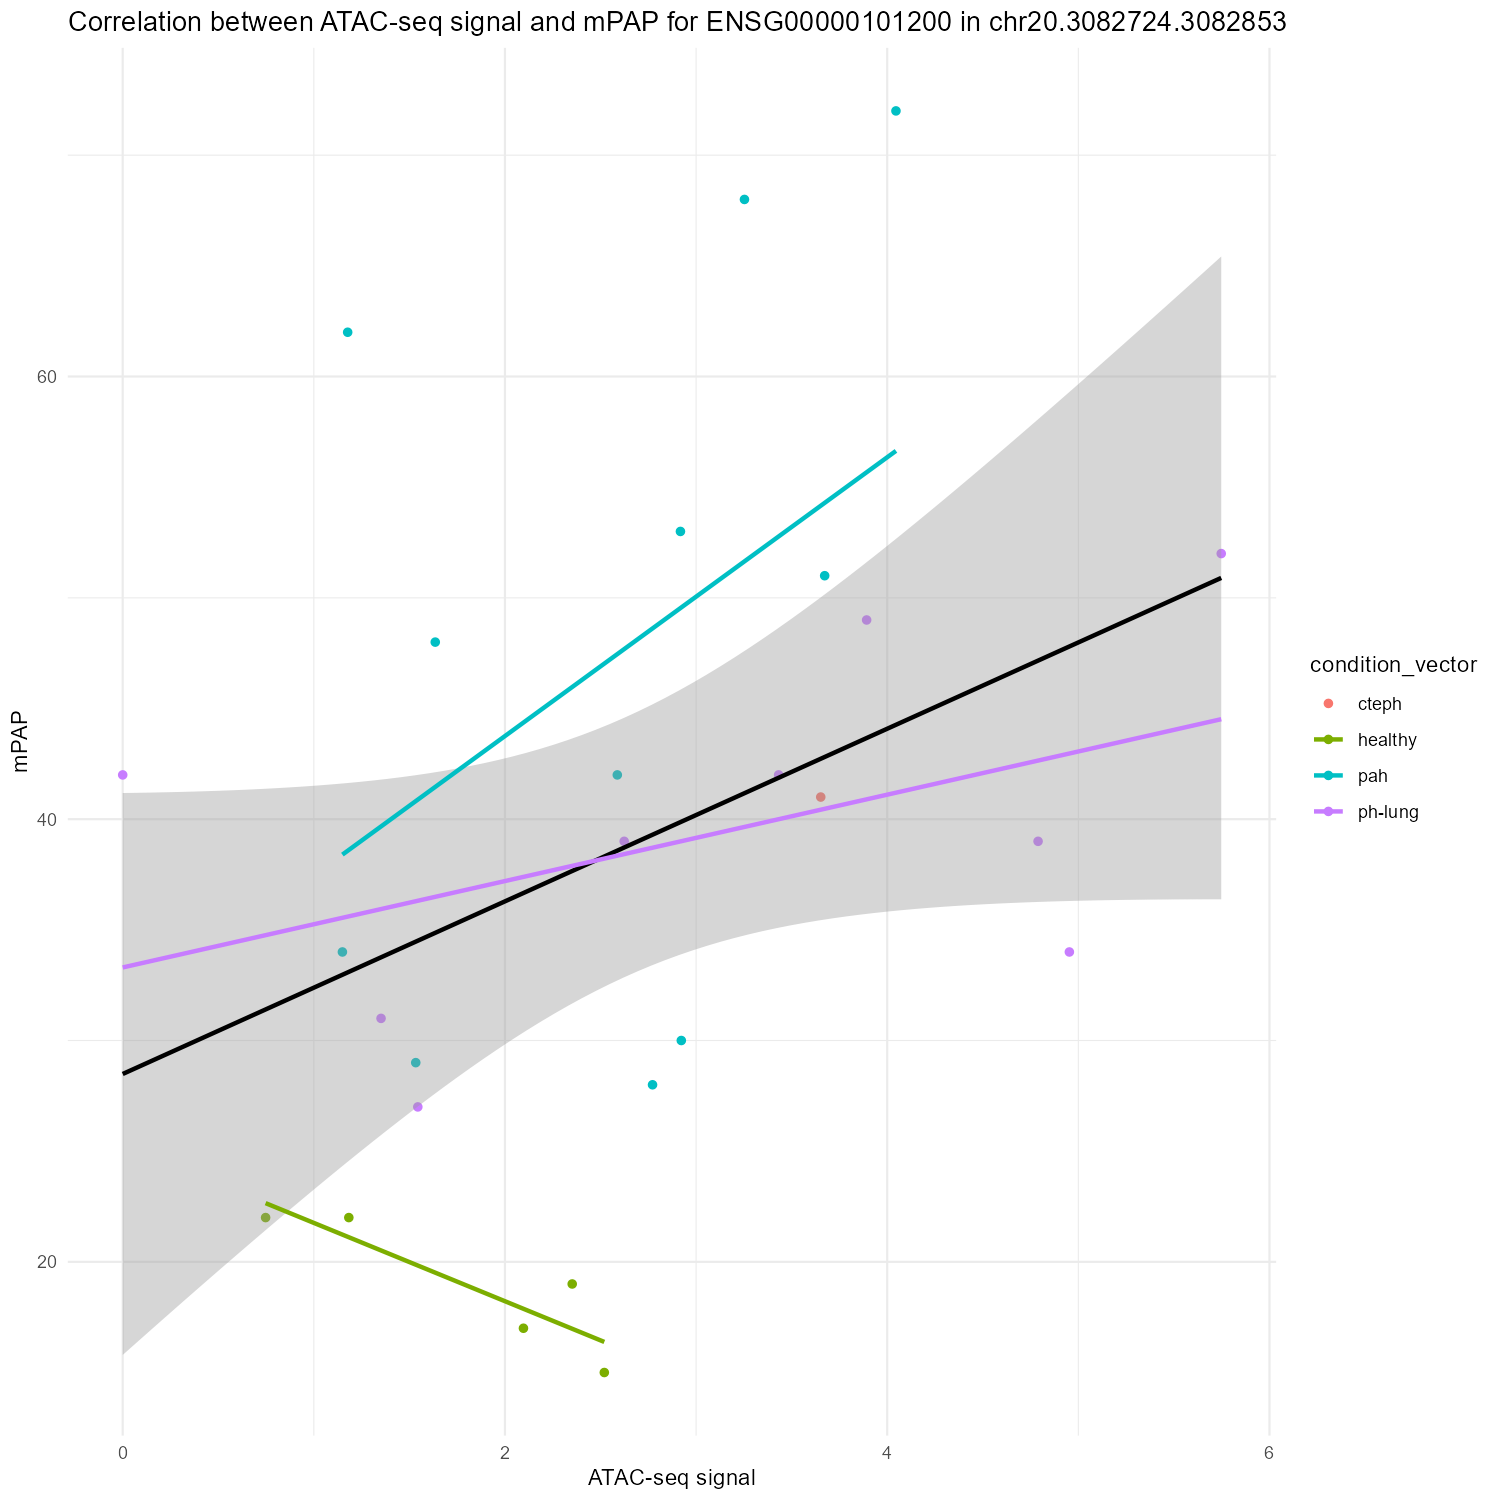 Correlation between ATAC-seq signal and mPAP for ENSG00000101200 in chr20.3082724.3082853
mPAP
60
40
20
0
2
4
6
ATAC-seq signal
condition_vector
cteph
healthy
pah
ph-lung